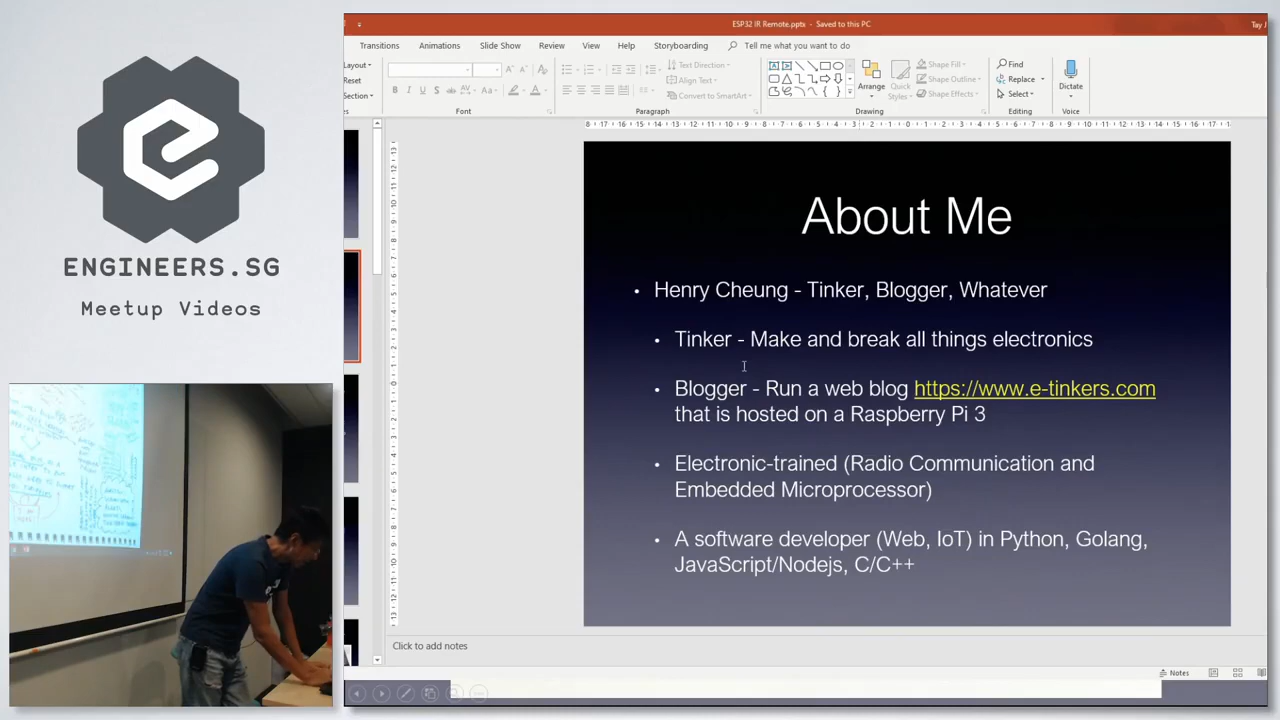 ENGINEERS.SG
Meetup Videos
ESP32 IR Remote.pptx - Saved to this PC
Tay J
Transitions Animations Slide Show Review View Help Storyboarding Tell me what you want to do
Layout
Reset
Section
Text Direction
Align Text
Convert to SmartArt
Arrange
Quick
Styles
Shape Fill
Shape Outline
Shape Effects
Find
Replace
Select
Dictate
Font Paragraph Drawing Editing Voice
About Me
• Henry Cheung - Tinker, Blogger, Whatever
• Tinker - Make and break all things electronics
• Blogger - Run a web blog https://www.e-tinkers.com
that is hosted on a Raspberry Pi 3
• Electronic-trained (Radio Communication and
Embedded Microprocessor)
• A software developer (Web, IoT) in Python, Golang,
JavaScript/Nodejs, C/C++
Click to add notes
Notes